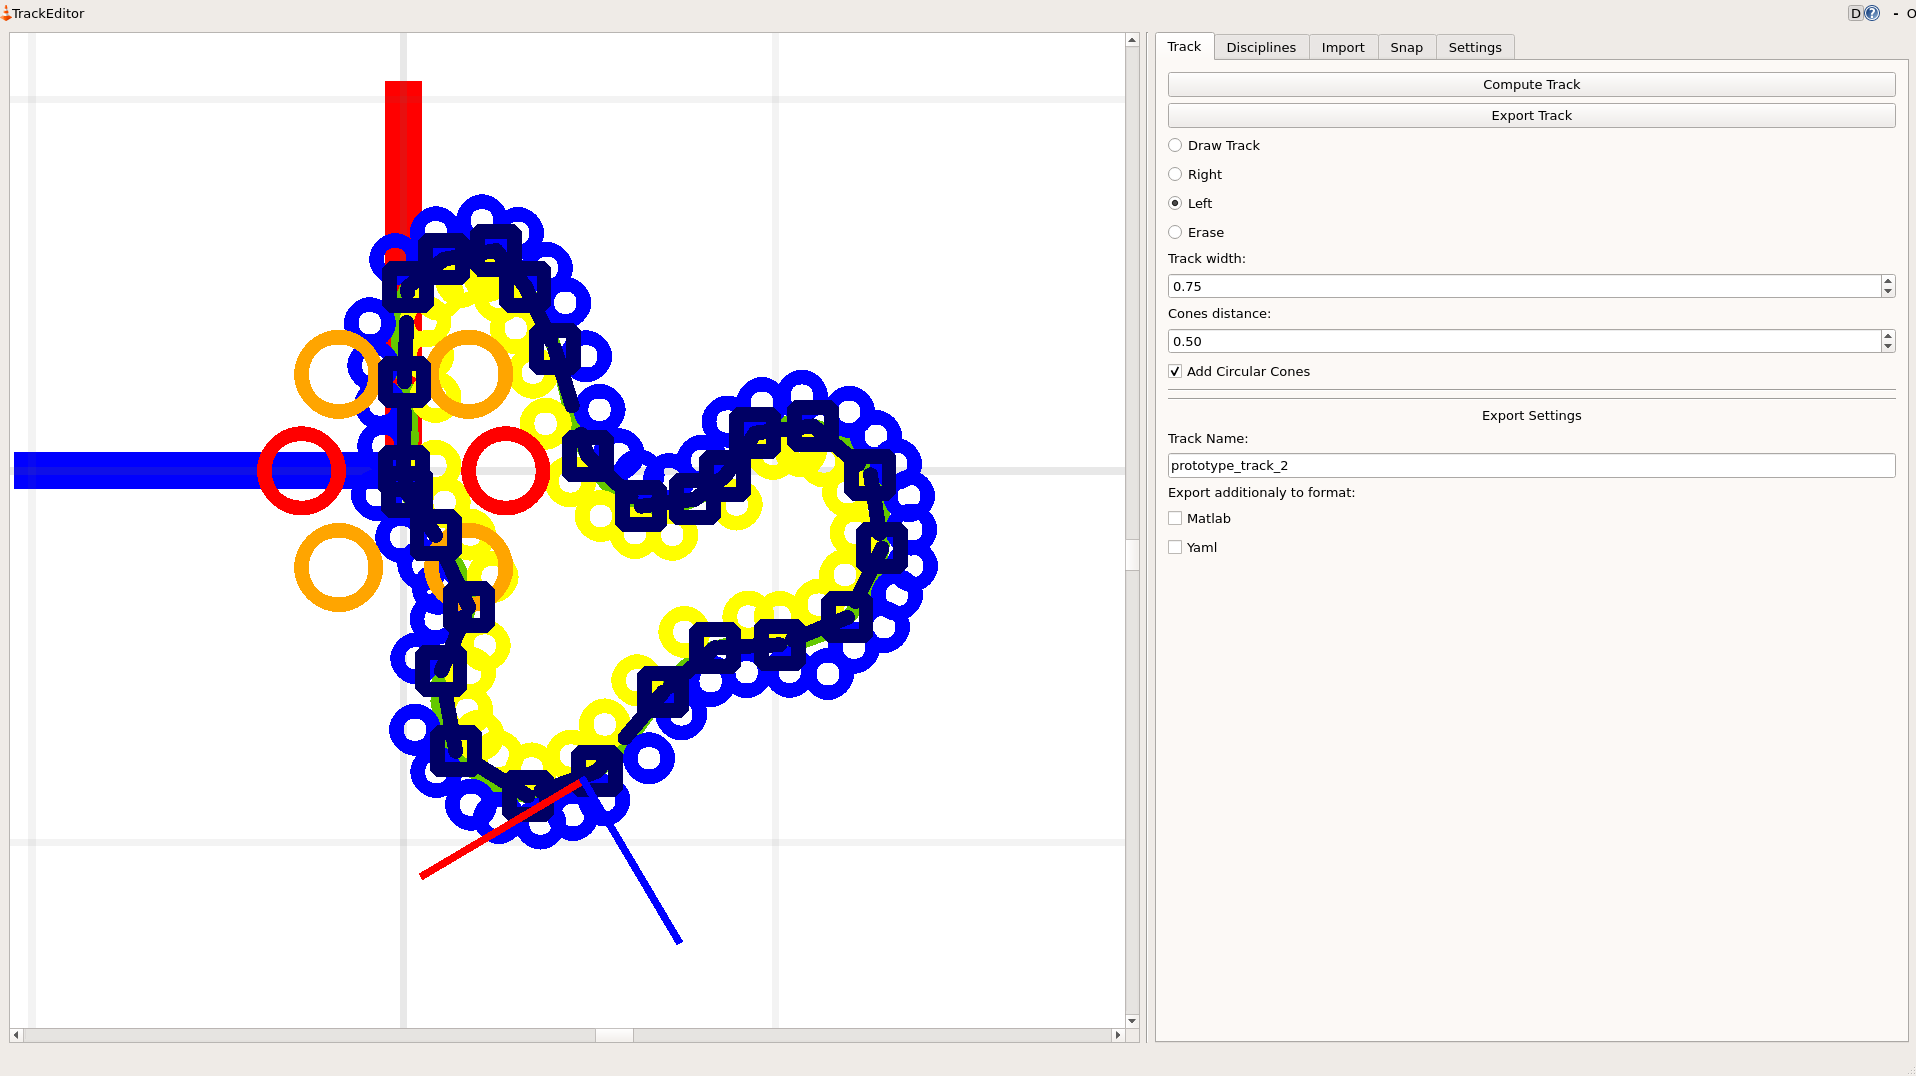 TrackEditor
D ? - O
Track Disciplines Import Snap Settings
Compute Track
Export Track
Draw Track
Right
Left
Erase
Track width:
0.75
Cones distance:
0.50
Add Circular Cones
Export Settings
Track Name:
prototype_track_2
Export additionaly to format:
Matlab
Yaml